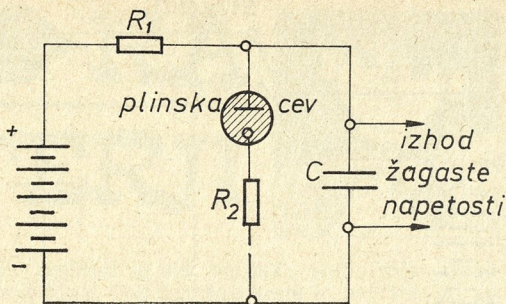 R1
plinska cev
+
izhod
C žagaste
R2 napetosti
-